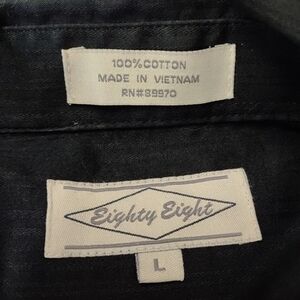 100% COTTON
MADE IN VIETNAM
RN#89970
Eighty Eight
L